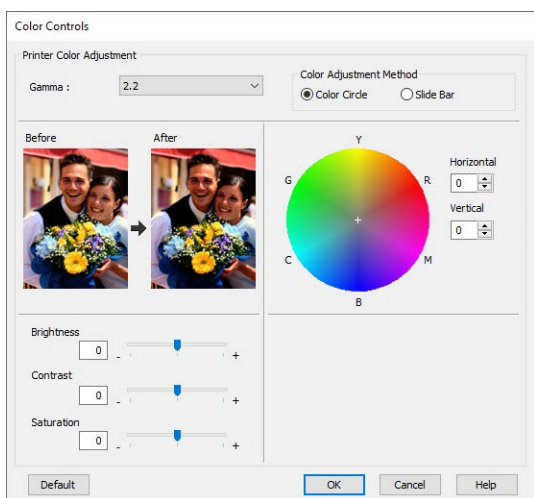 Color Controls
Printer Color Adjustment
Gamma :
2.2
Color Adjustment Method
Color Circle
Slide Bar
Before
After
Y
G
R
C
M
B
Horizontal
0
Vertical
0
Brightness
0
-
+
Contrast
0
-
+
Saturation
0
-
+
Default
OK
Cancel
Help